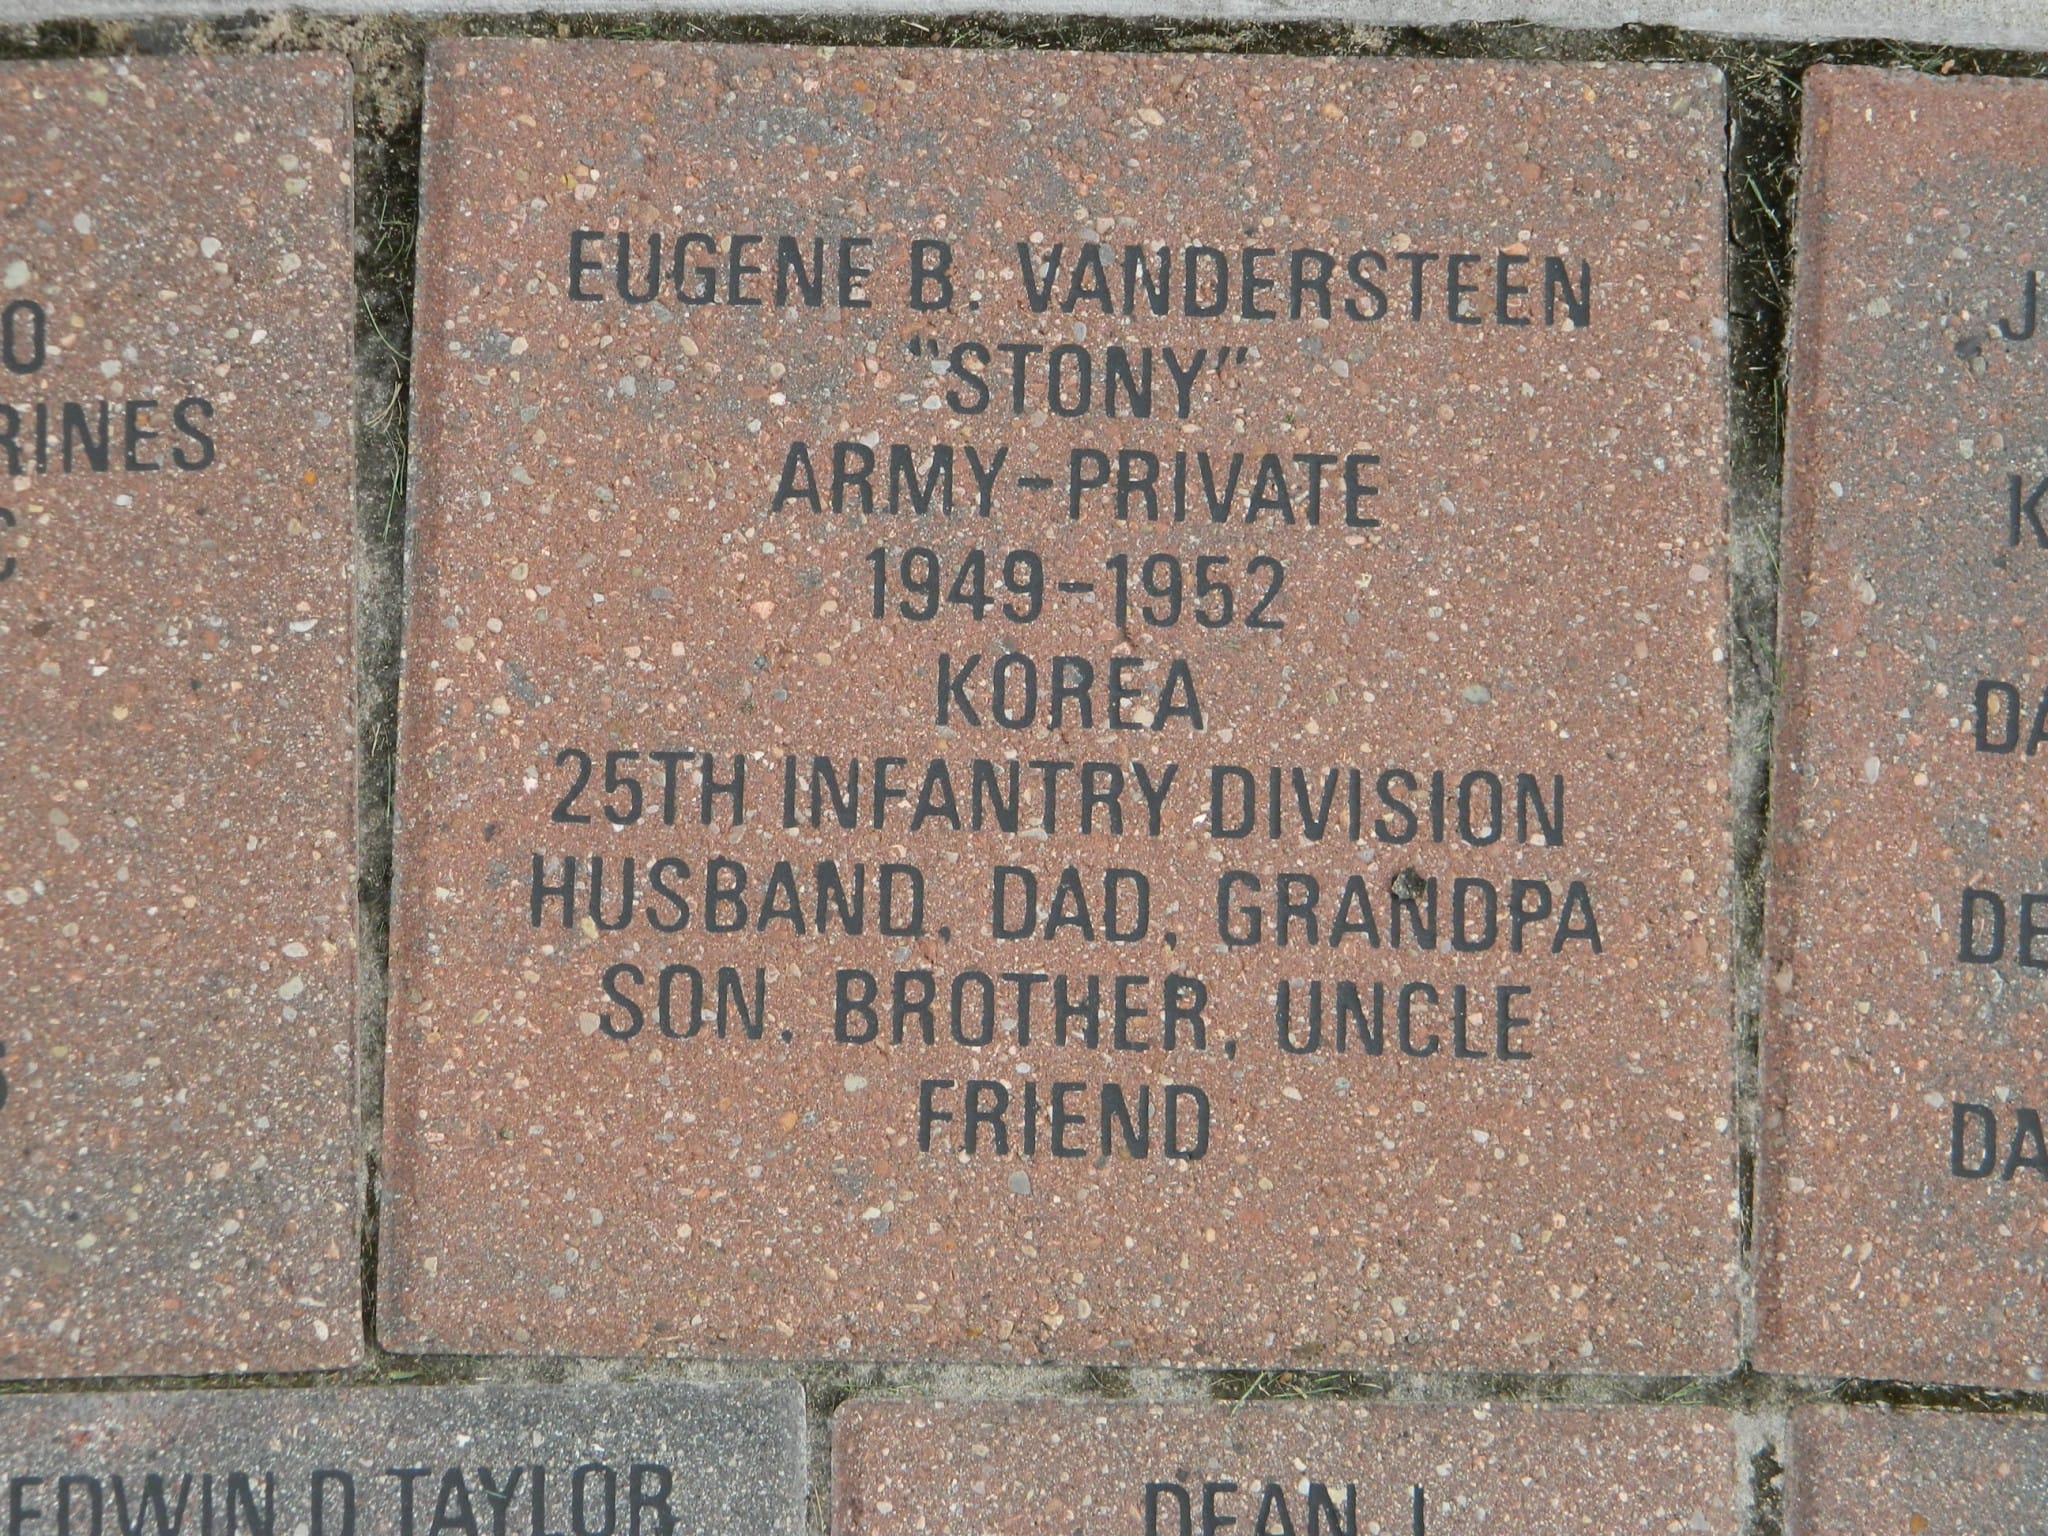 EUGENE B. VANDERSTEEN
"STONY"
ARMY-PRIVATE
1949-1952
KOREA
25TH INFANTRY DIVISION
HUSBAND, DAD, GRANDPA
SON, BROTHER, UNCLE
FRIEND
EDWIN D TAYLOR
DEAN